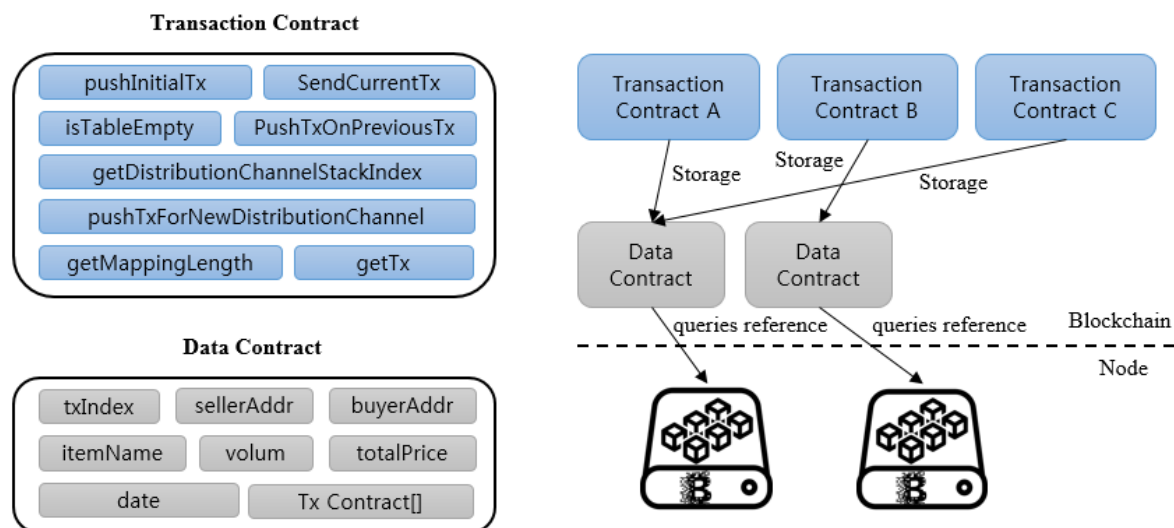 Transaction Contract
pushInitialTx
SendCurrentTx
isTableEmpty
PushTxOnPreviousTx
getDistributionChannelStackIndex
pushTxForNewDistributionChannel
getMappingLength
getTx
Data Contract
txIndex
sellerAddr
buyerAddr
itemName
volum
totalPrice
date
Tx Contract[]
Transaction
Contract A
Transaction
Contract B
Transaction
Contract C
Storage
Storage
Storage
Data
Contract
Data
Contract
queries reference
queries reference
Blockchain
Node